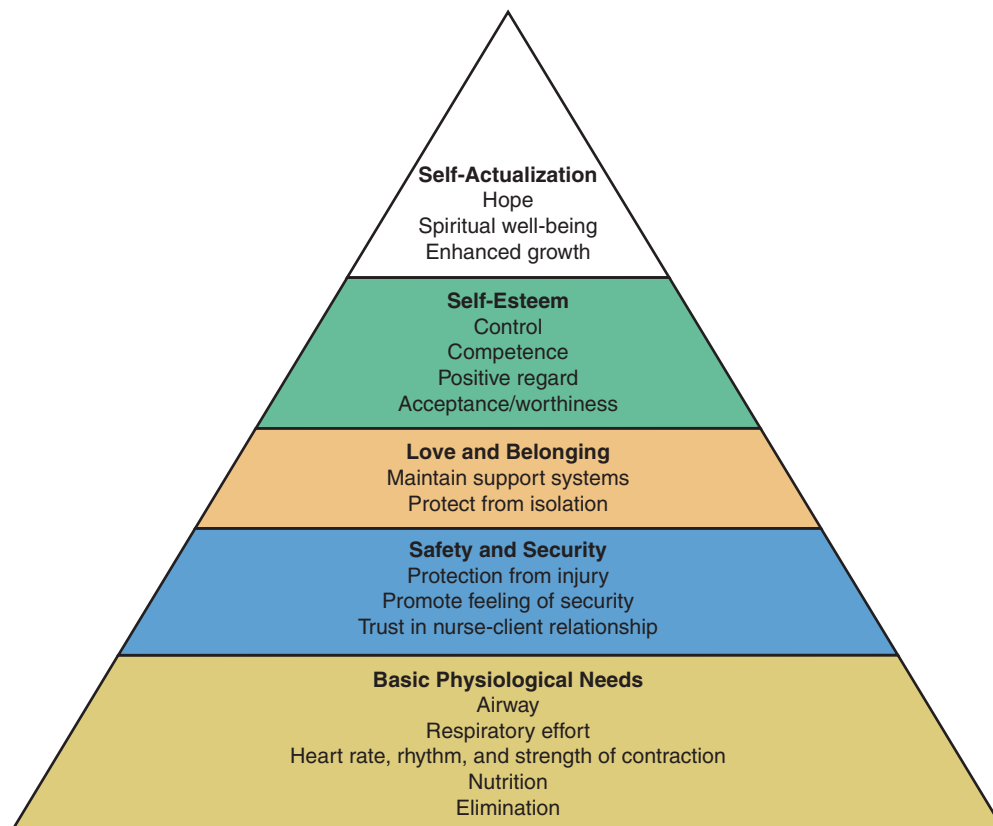 Self-Actualization
Hope
Spiritual well-being
Enhanced growth
Self-Esteem
Control
Competence
Positive regard
Acceptance/worthiness
Love and Belonging
Maintain support systems
Protect from isolation
Safety and Security
Protection from injury
Promote feeling of security
Trust in nurse-client relationship
Basic Physiological Needs
Airway
Respiratory effort
Heart rate, rhythm, and strength of contraction
Nutrition
Elimination